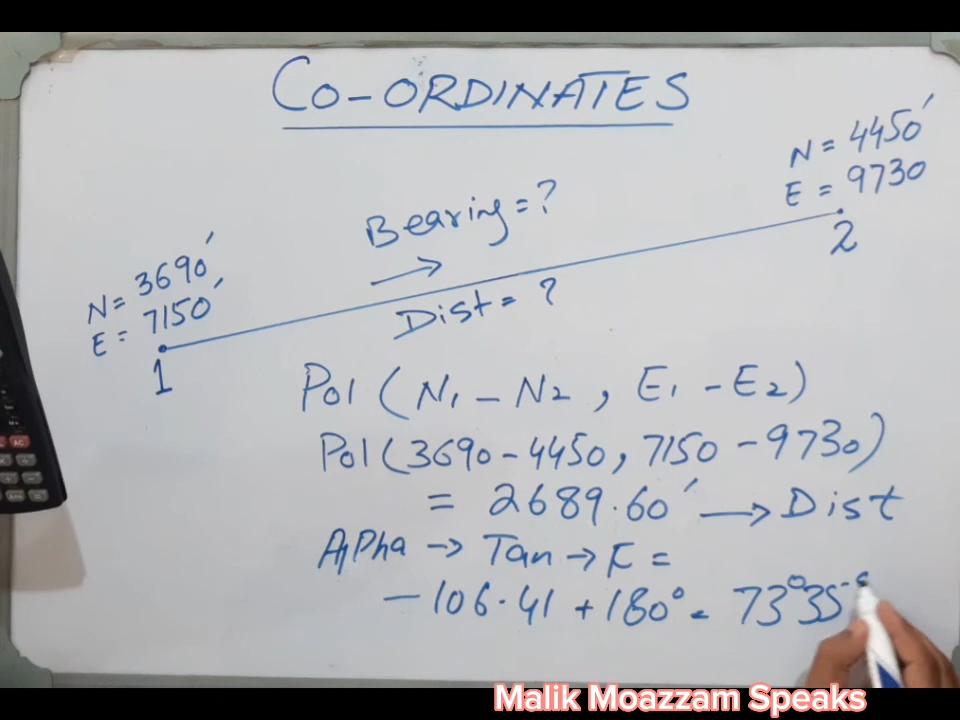 CO-ORDINATES
N = 4450'
E = 9730
2
Bearing = ?
Dist = ?
N = 3690'
E = 7150'
1
Pol ( N1 - N2 , E1 - E2 )
Pol (3690 - 4450, 7150 - 9730)
= 2689.60' → Dist
AlPha → Tan → F =
- 106.41 + 180° = 73°35'
AC
Malik Moazzam Speaks